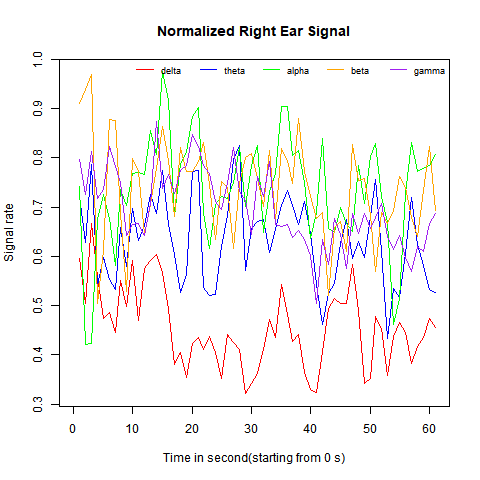 Normalized Right Ear Signal
delta theta alpha beta gamma
Signal rate
1.0
0.9
0.8
0.7
0.6
0.5
0.4
0.3
0 10 20 30 40 50 60
Time in second(starting from 0 s)